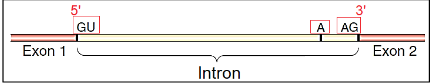 5' 3'
GU A AG
Exon 1 Exon 2
Intron